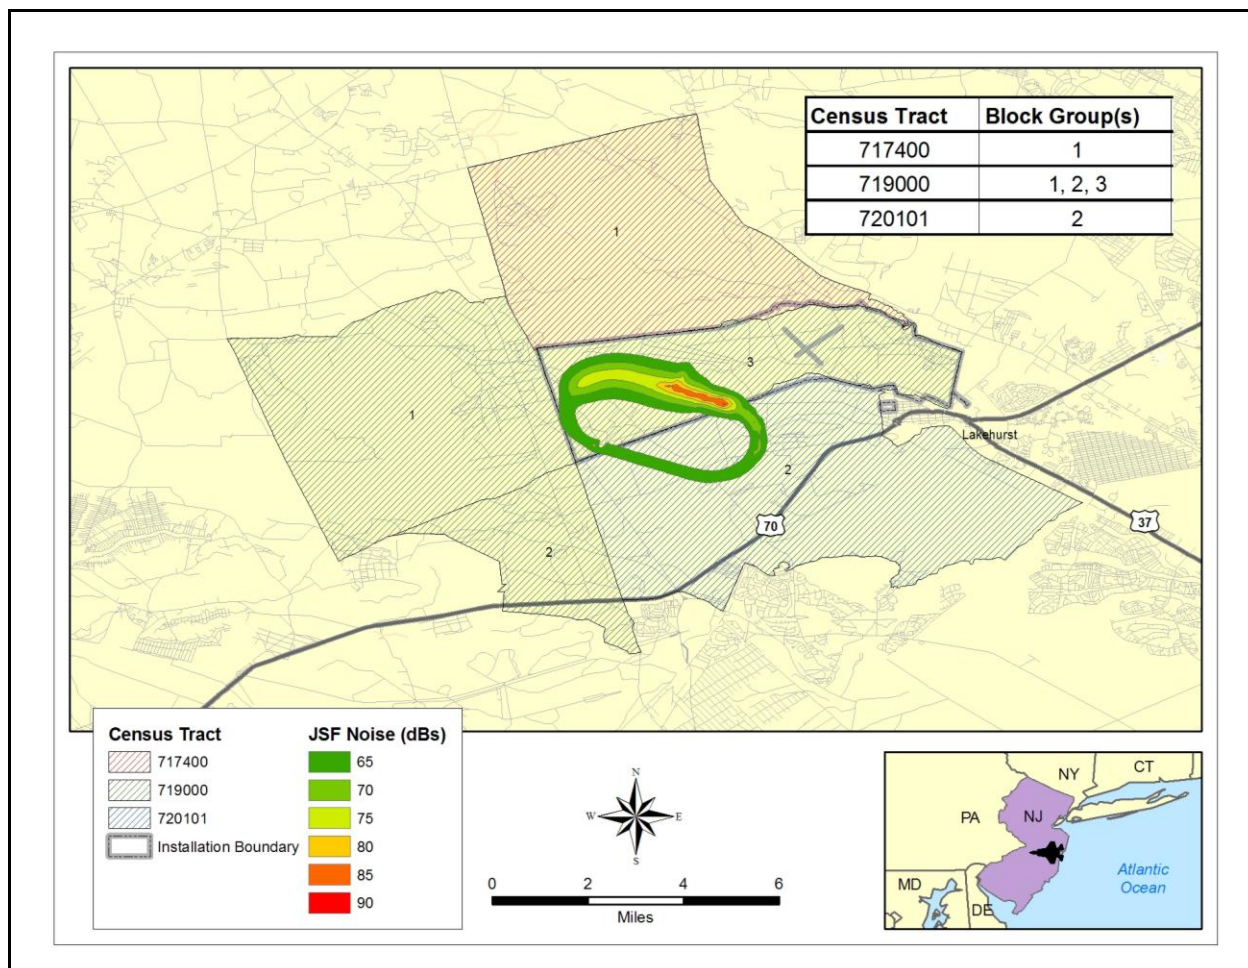 Census Tract Block Group(s)
717400 1
719000 1, 2, 3
720101 2
1
3
1
Lakehurst
2
70
37
2
Census Tract
717400
719000
720101
Installation Boundary
JSF Noise (dBs)
65
70
75
80
85
90
N
W E
S
0 2 4 6
Miles
NY CT
PA NJ
MD
DE
Atlantic
Ocean